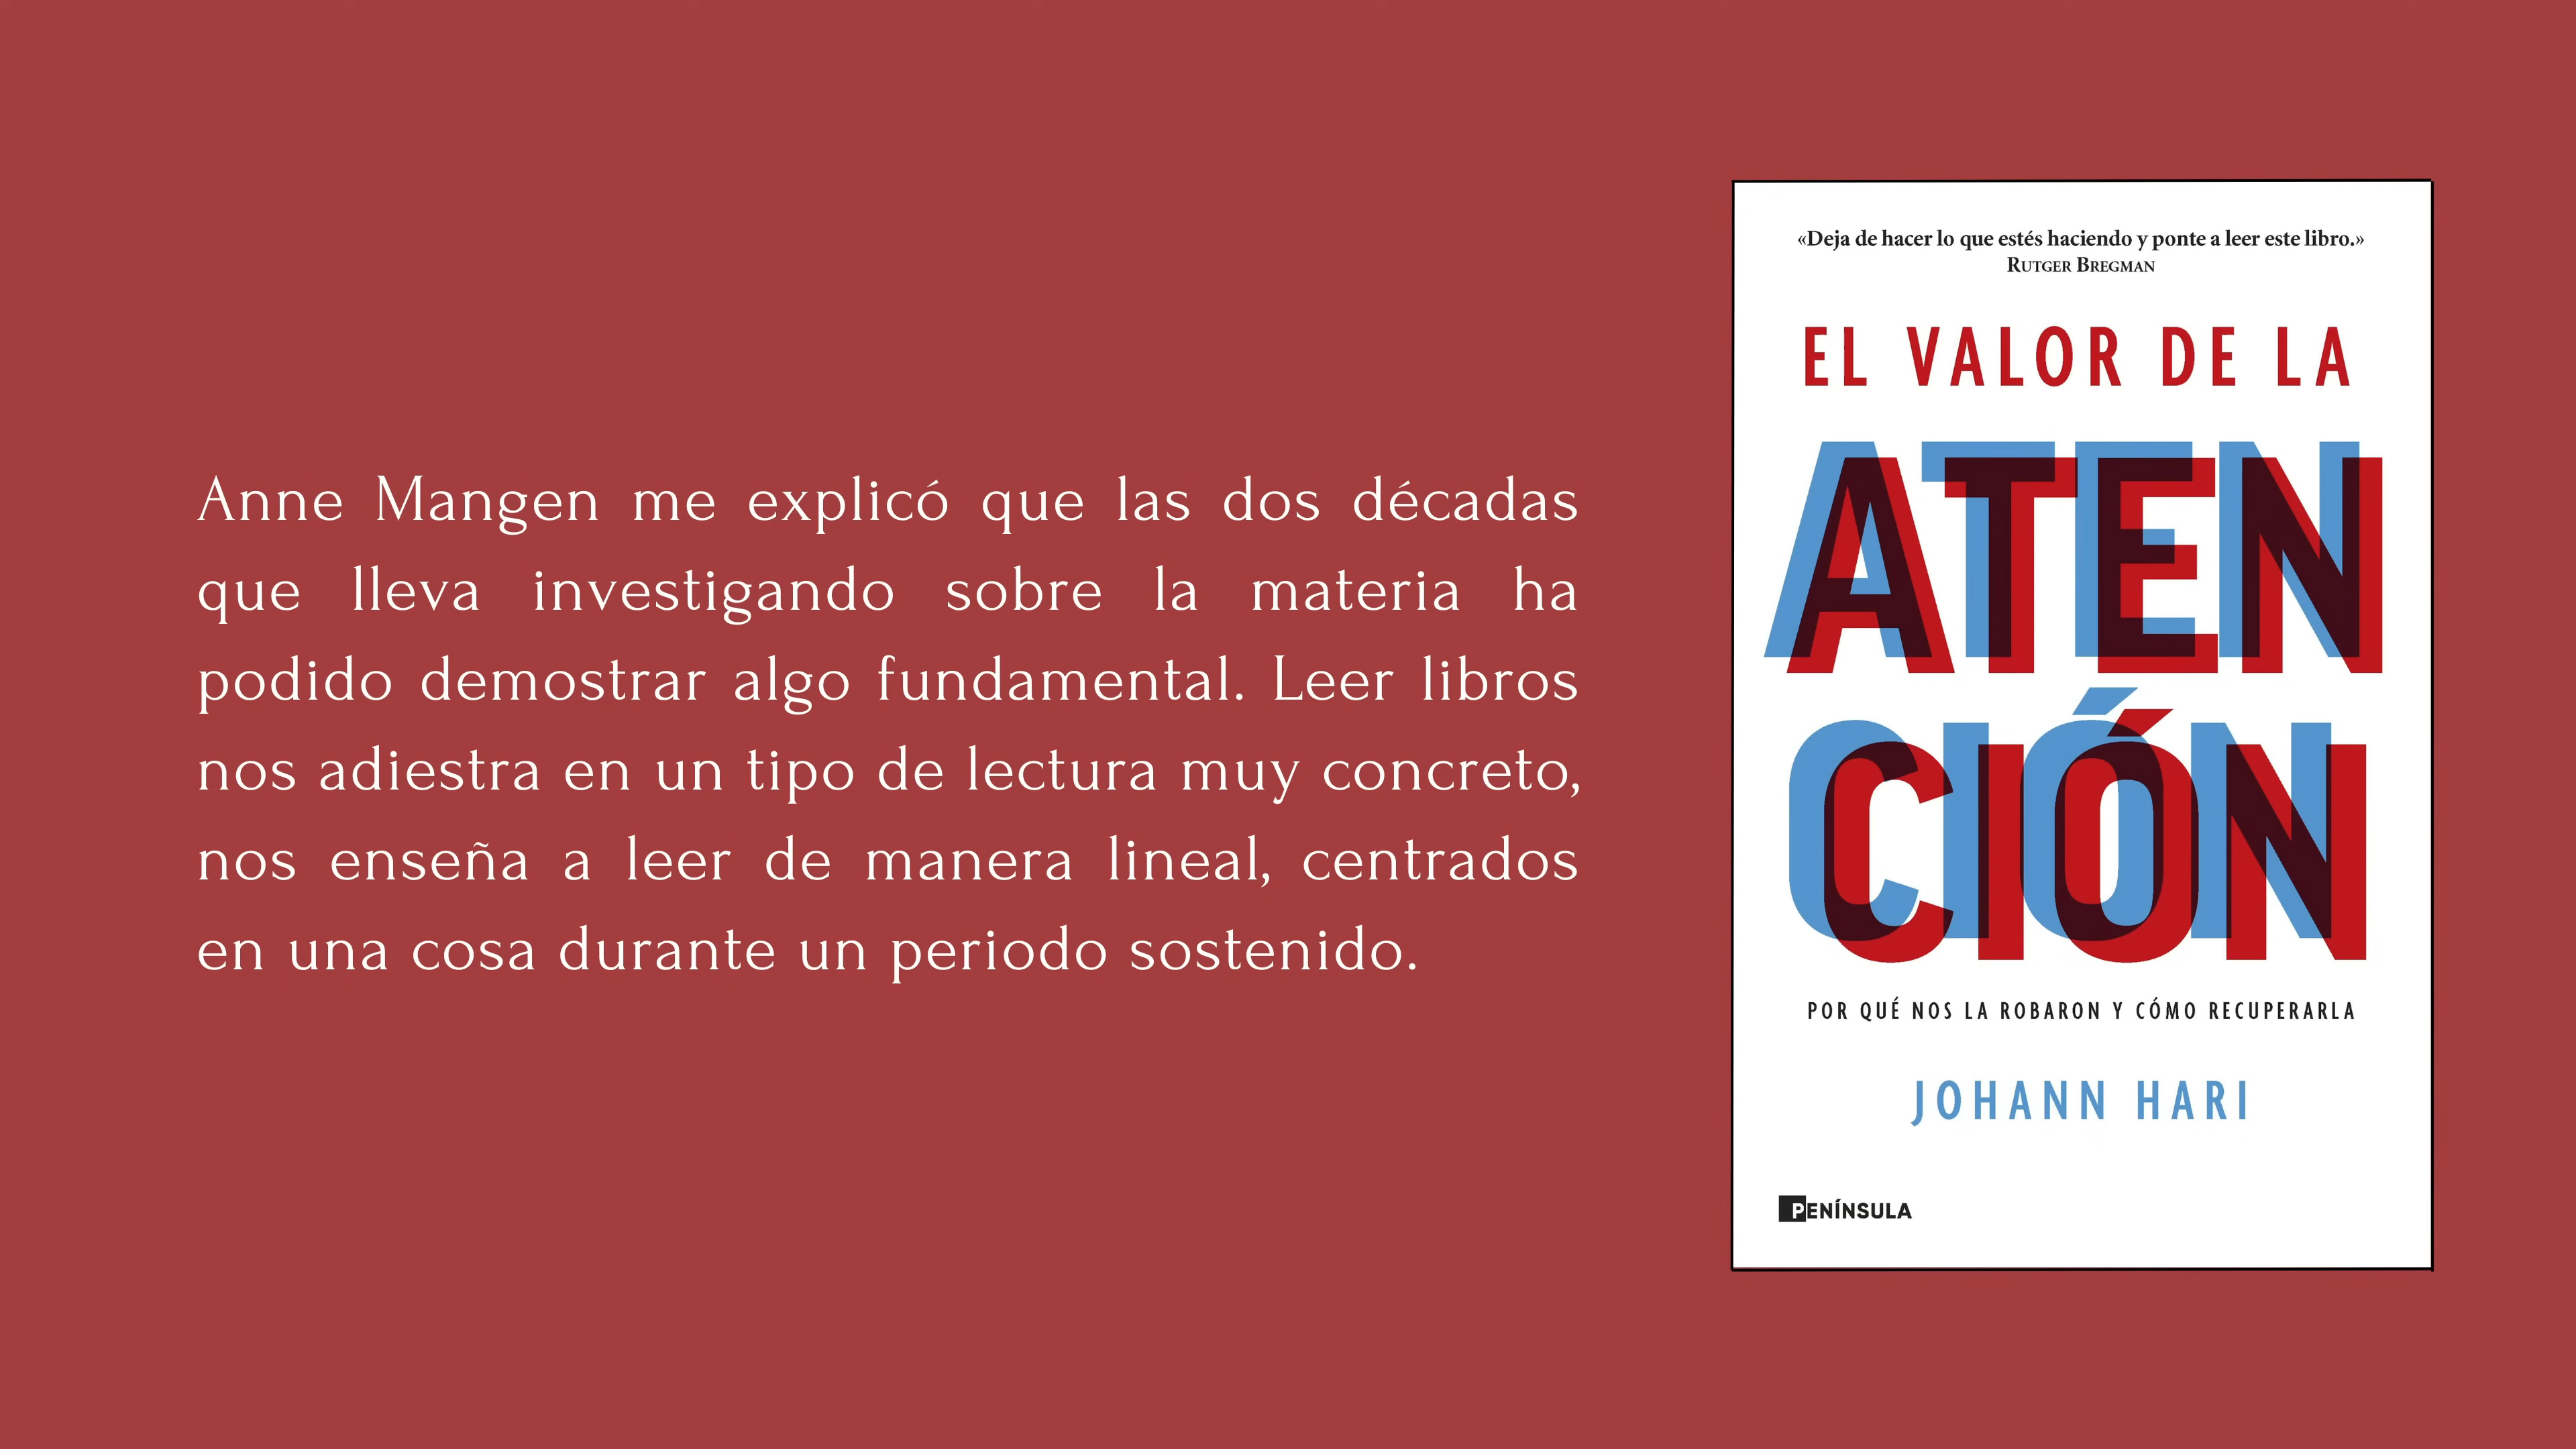 Anne Mangen me explicó que las dos décadas
que lleva investigando sobre la materia ha
podido demostrar algo fundamental. Leer libros
nos adiestra en un tipo de lectura muy concreto,
nos enseña a leer de manera lineal, centrados
en una cosa durante un periodo sostenido.
«Deja de hacer lo que estés haciendo y ponte a leer este libro.»
RUTGER BREGMAN
EL VALOR DE LA
ATEN
CIÓN
POR QUÉ NOS LA ROBARON Y CÓMO RECUPERARLA
JOHANN HARI
PENÍNSULA